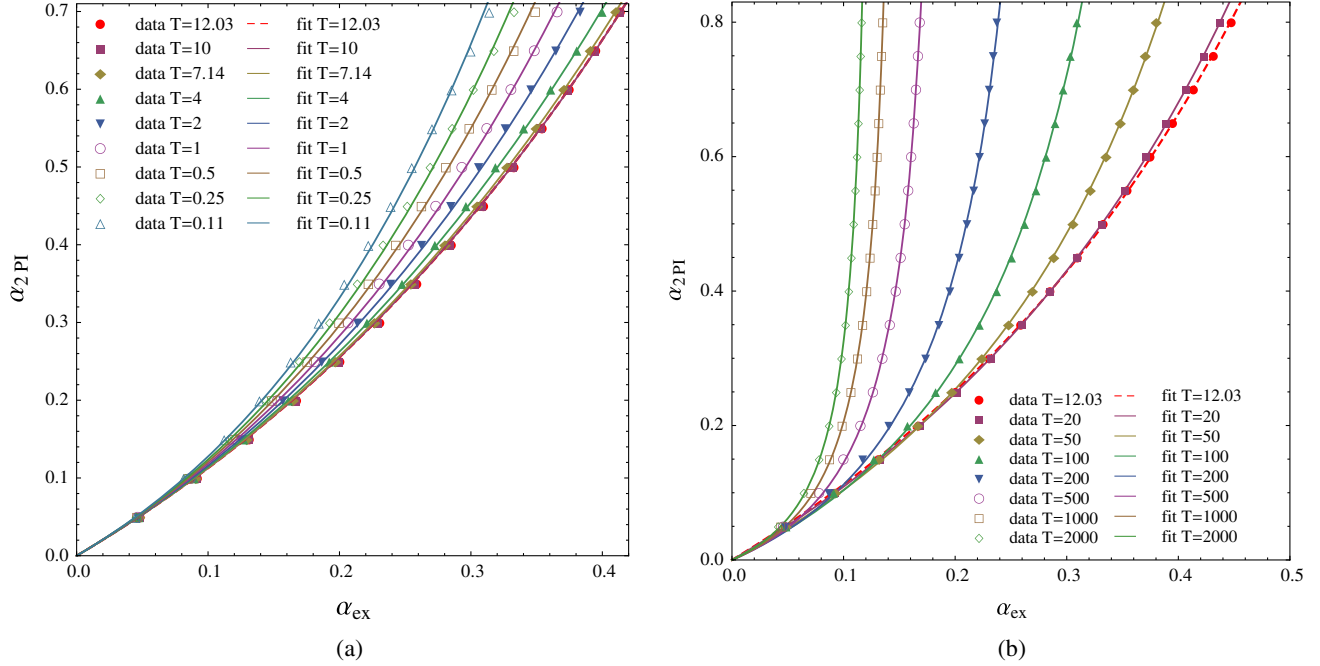 0.7
0.6
0.5
0.4
0.3
0.2
0.1
0.0
α2 PI
data T=12.03 fit T=12.03
data T=10 fit T=10
data T=7.14 fit T=7.14
data T=4 fit T=4
data T=2 fit T=2
data T=1 fit T=1
data T=0.5 fit T=0.5
data T=0.25 fit T=0.25
data T=0.11 fit T=0.11
0.0 0.1 0.2 0.3 0.4
αex
(a)
0.8
0.6
0.4
0.2
0.0
α2 PI
data T=12.03 fit T=12.03
data T=20 fit T=20
data T=50 fit T=50
data T=100 fit T=100
data T=200 fit T=200
data T=500 fit T=500
data T=1000 fit T=1000
data T=2000 fit T=2000
0.0 0.1 0.2 0.3 0.4 0.5
αex
(b)